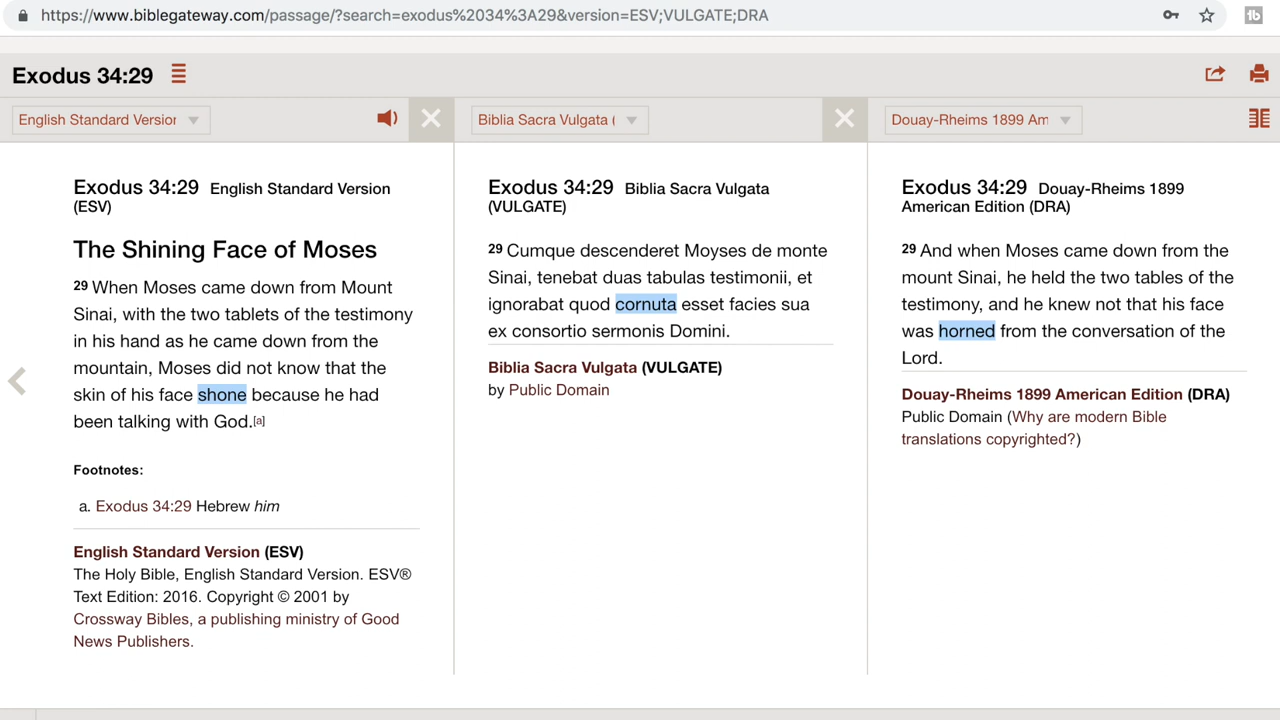 https://www.biblegateway.com/passage/?search=exodus%2034%3A29&version=ESV;VULGATE;DRA
Exodus 34:29
English Standard Version
Biblia Sacra Vulgata (
Douay-Rheims 1899 Am
Exodus 34:29 English Standard Version
(ESV)
The Shining Face of Moses
29 When Moses came down from Mount
Sinai, with the two tablets of the testimony
in his hand as he came down from the
mountain, Moses did not know that the
skin of his face shone because he had
been talking with God.[a]
Footnotes:
a. Exodus 34:29 Hebrew him
English Standard Version (ESV)
The Holy Bible, English Standard Version. ESV®
Text Edition: 2016. Copyright © 2001 by
Crossway Bibles, a publishing ministry of Good
News Publishers.
Exodus 34:29 Biblia Sacra Vulgata
(VULGATE)
29 Cumque descenderet Moyses de monte
Sinai, tenebat duas tabulas testimonii, et
ignorabat quod cornuta esset facies sua
ex consortio sermonis Domini.
Biblia Sacra Vulgata (VULGATE)
by Public Domain
Exodus 34:29 Douay-Rheims 1899
American Edition (DRA)
29 And when Moses came down from the
mount Sinai, he held the two tables of the
testimony, and he knew not that his face
was horned from the conversation of the
Lord.
Douay-Rheims 1899 American Edition (DRA)
Public Domain (Why are modern Bible
translations copyrighted?)